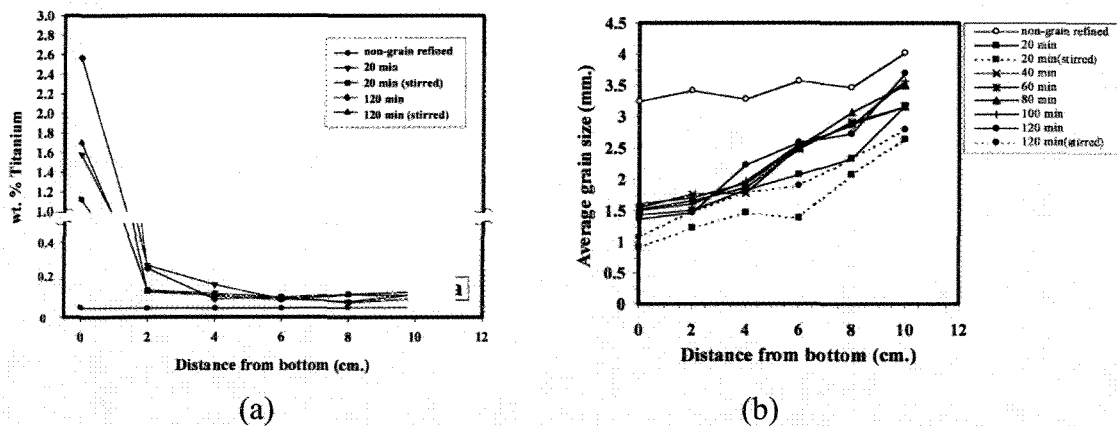 3.0
2.8
2.6
2.4
2.2
2.0
1.8
1.6
1.4
1.2
1.0
0.4
0.2
0
wt. % Titanium
non-grain refined
20 min
20 min (stirred)
120 min
120 min (stirred)
0 2 4 6 8 10 12
Distance from bottom (cm.)
(a)
4.5
4
3.5
3
2.5
2
1.5
1
0.5
0
Average grain size (mm.)
0 2 4 6 8 10 12
Distance from bottom (cm.)
non-grain refined
20 min
20 min(stirred)
40 min
60 min
80 min
100 min
120 min
120 min(stirred)
(b)